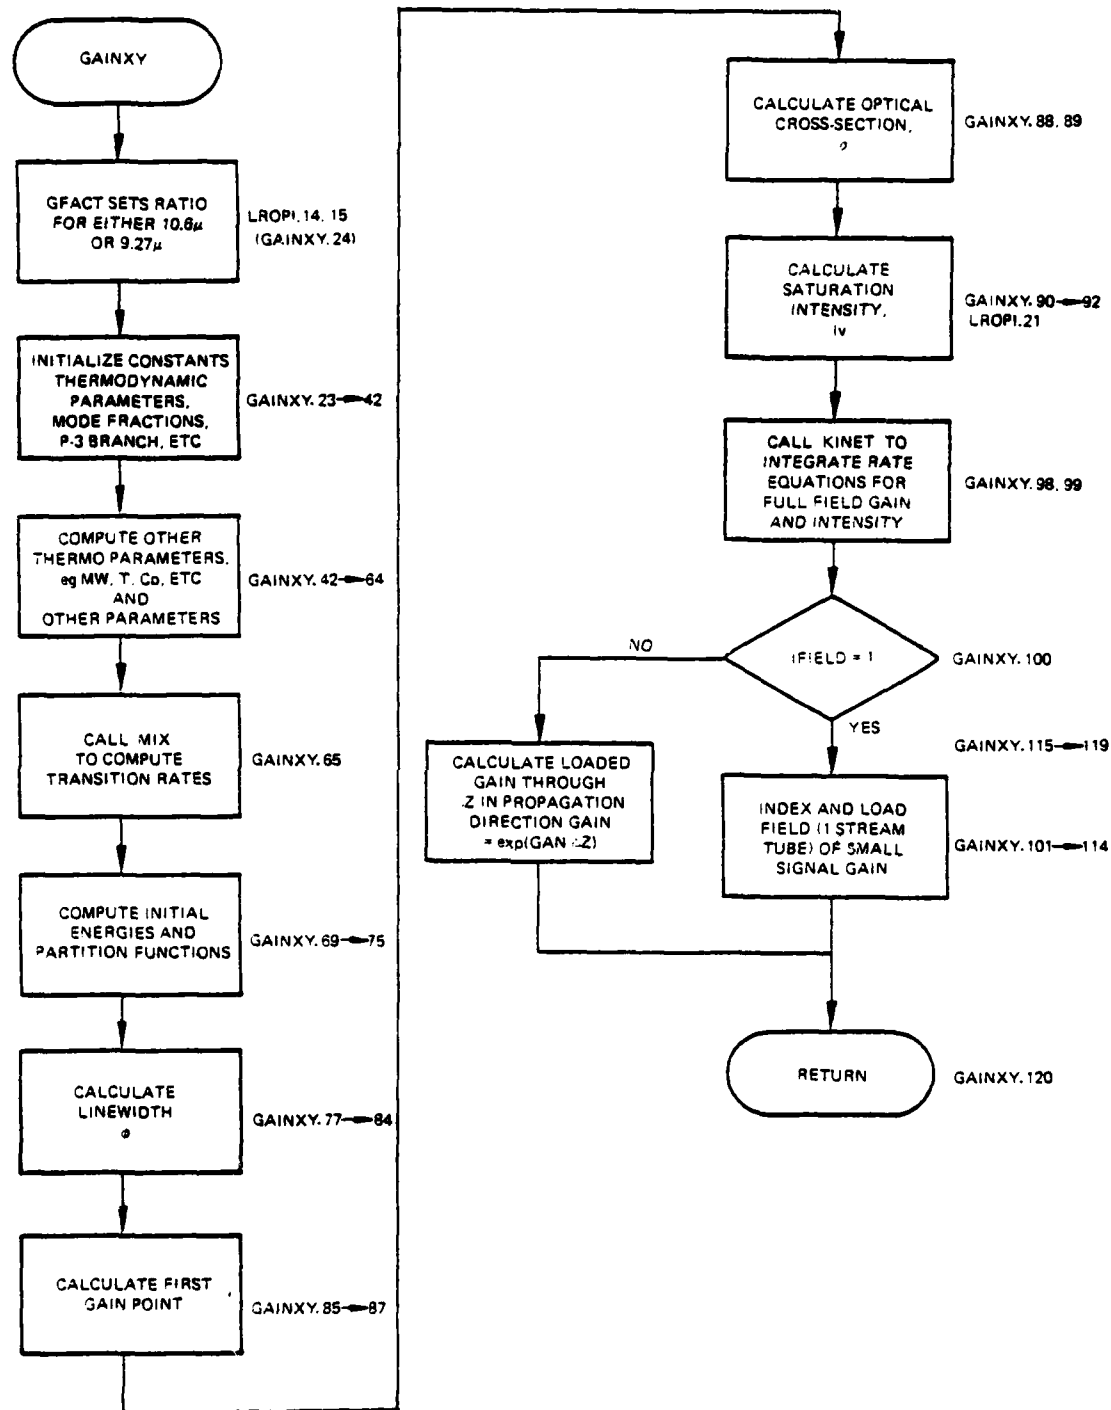 GAINXY
GFACT SETS RATIO
FOR EITHER 10.6μ
OR 9.27μ
LROPI.14, 15
(GAINXY.24)
INITIALIZE CONSTANTS
THERMODYNAMIC
PARAMETERS,
MODE FRACTIONS,
P-3 BRANCH, ETC
GAINXY.23→42
COMPUTE OTHER
THERMO PARAMETERS,
eg MW, T, Cp, ETC
AND
OTHER PARAMETERS
GAINXY.42→64
CALL MIX
TO COMPUTE
TRANSITION RATES
GAINXY.65
COMPUTE INITIAL
ENERGIES AND
PARTITION FUNCTIONS
GAINXY.69→75
CALCULATE
LINEWIDTH
GAINXY.77→84
CALCULATE FIRST
GAIN POINT
GAINXY.85→87
CALCULATE OPTICAL
CROSS-SECTION,
GAINXY.88, 89
CALCULATE
SATURATION
INTENSITY,
Iv
GAINXY.90→92
LROPI.21
CALL KINET TO
INTEGRATE RATE
EQUATIONS FOR
FULL FIELD GAIN
AND INTENSITY
GAINXY.98, 99
IFIELD = 1
GAINXY.100
NO
YES
CALCULATE LOADED
GAIN THROUGH
Z IN PROPAGATION
DIRECTION GAIN
= exp(GAN Z)
GAINXY.115→119
INDEX AND LOAD
FIELD (1 STREAM
TUBE) OF SMALL
SIGNAL GAIN
GAINXY.101→114
RETURN
GAINXY.120